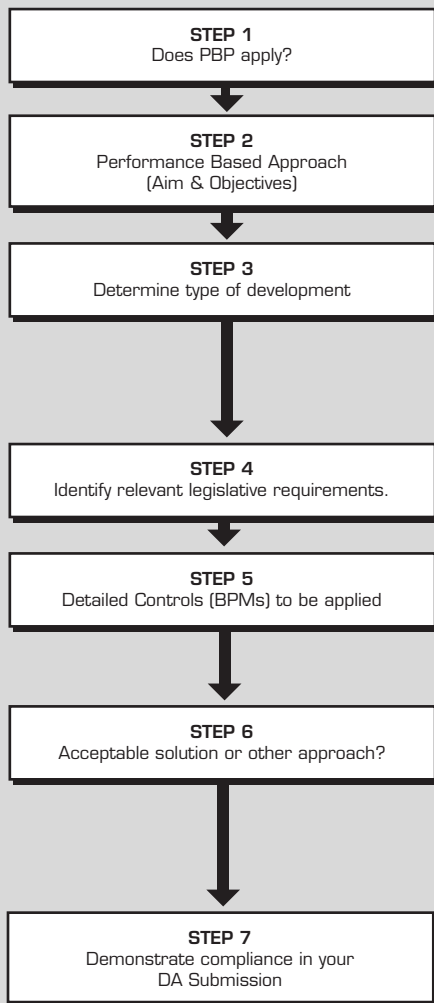 STEP 1
Does PBP apply?
STEP 2
Performance Based Approach
(Aim & Objectives)
STEP 3
Determine type of development
STEP 4
Identify relevant legislative requirements.
STEP 5
Detailed Controls (BPMs) to be applied
STEP 6
Acceptable solution or other approach?
STEP 7
Demonstrate compliance in your
DA Submission